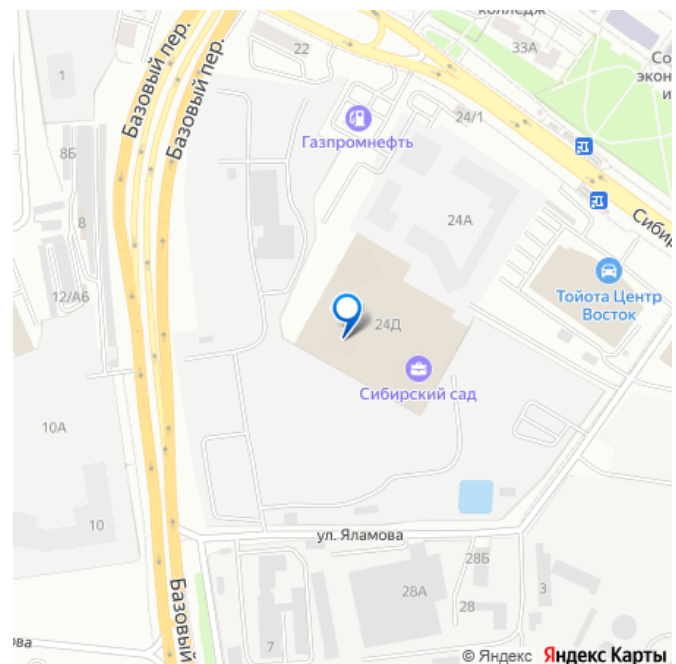 колледж
22
33А
1
Базовый пер.
Базовый пер.
24/1
Газпромнефть
8Б
8
24А
Сибир
Тойота Центр
Восток
12/А6
24Д
Сибирский сад
10А
10
ул. Яламова
28Б
28А
3
28
7
Базовый
ова
© Яндекс Яндекс Карты